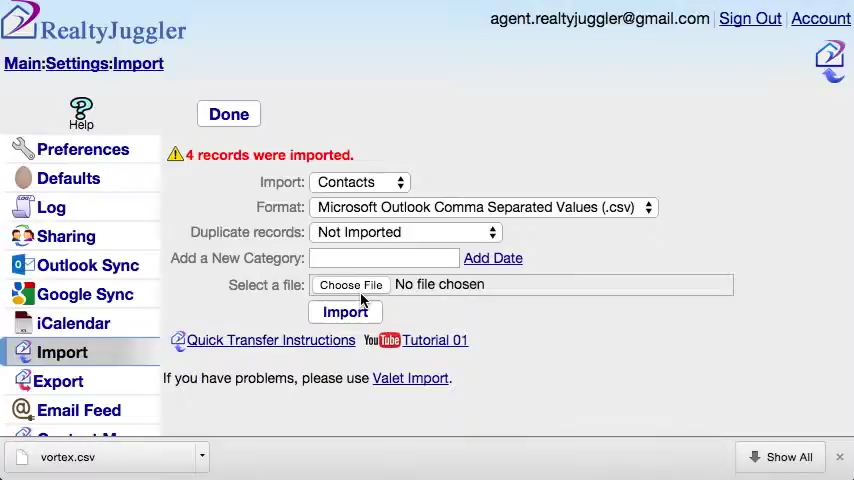 RealtyJuggler
agent.realtyjuggler@gmail.com Sign Out Account
Main:Settings:Import
Help
Done
Preferences
Defaults
Log
Sharing
Outlook Sync
Google Sync
iCalendar
Import
Export
Email Feed
4 records were imported.
Import: Contacts
Format: Microsoft Outlook Comma Separated Values (.csv)
Duplicate records: Not Imported
Add a New Category: Add Date
Select a file: Choose File No file chosen
Import
Quick Transfer Instructions YouTube Tutorial 01
If you have problems, please use Valet Import.
vortex.csv
Show All